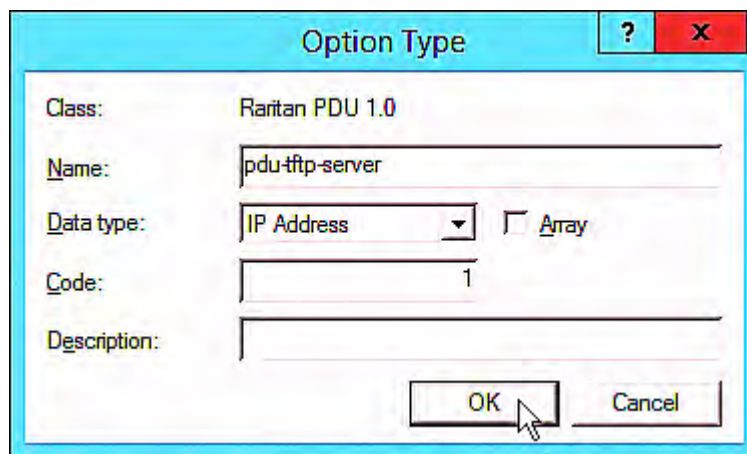 Option Type
?
x
Class: Raritan PDU 1.0
Name: pdu-tftp-server
Data type: IP Address Array
Code: 1
Description:
OK Cancel